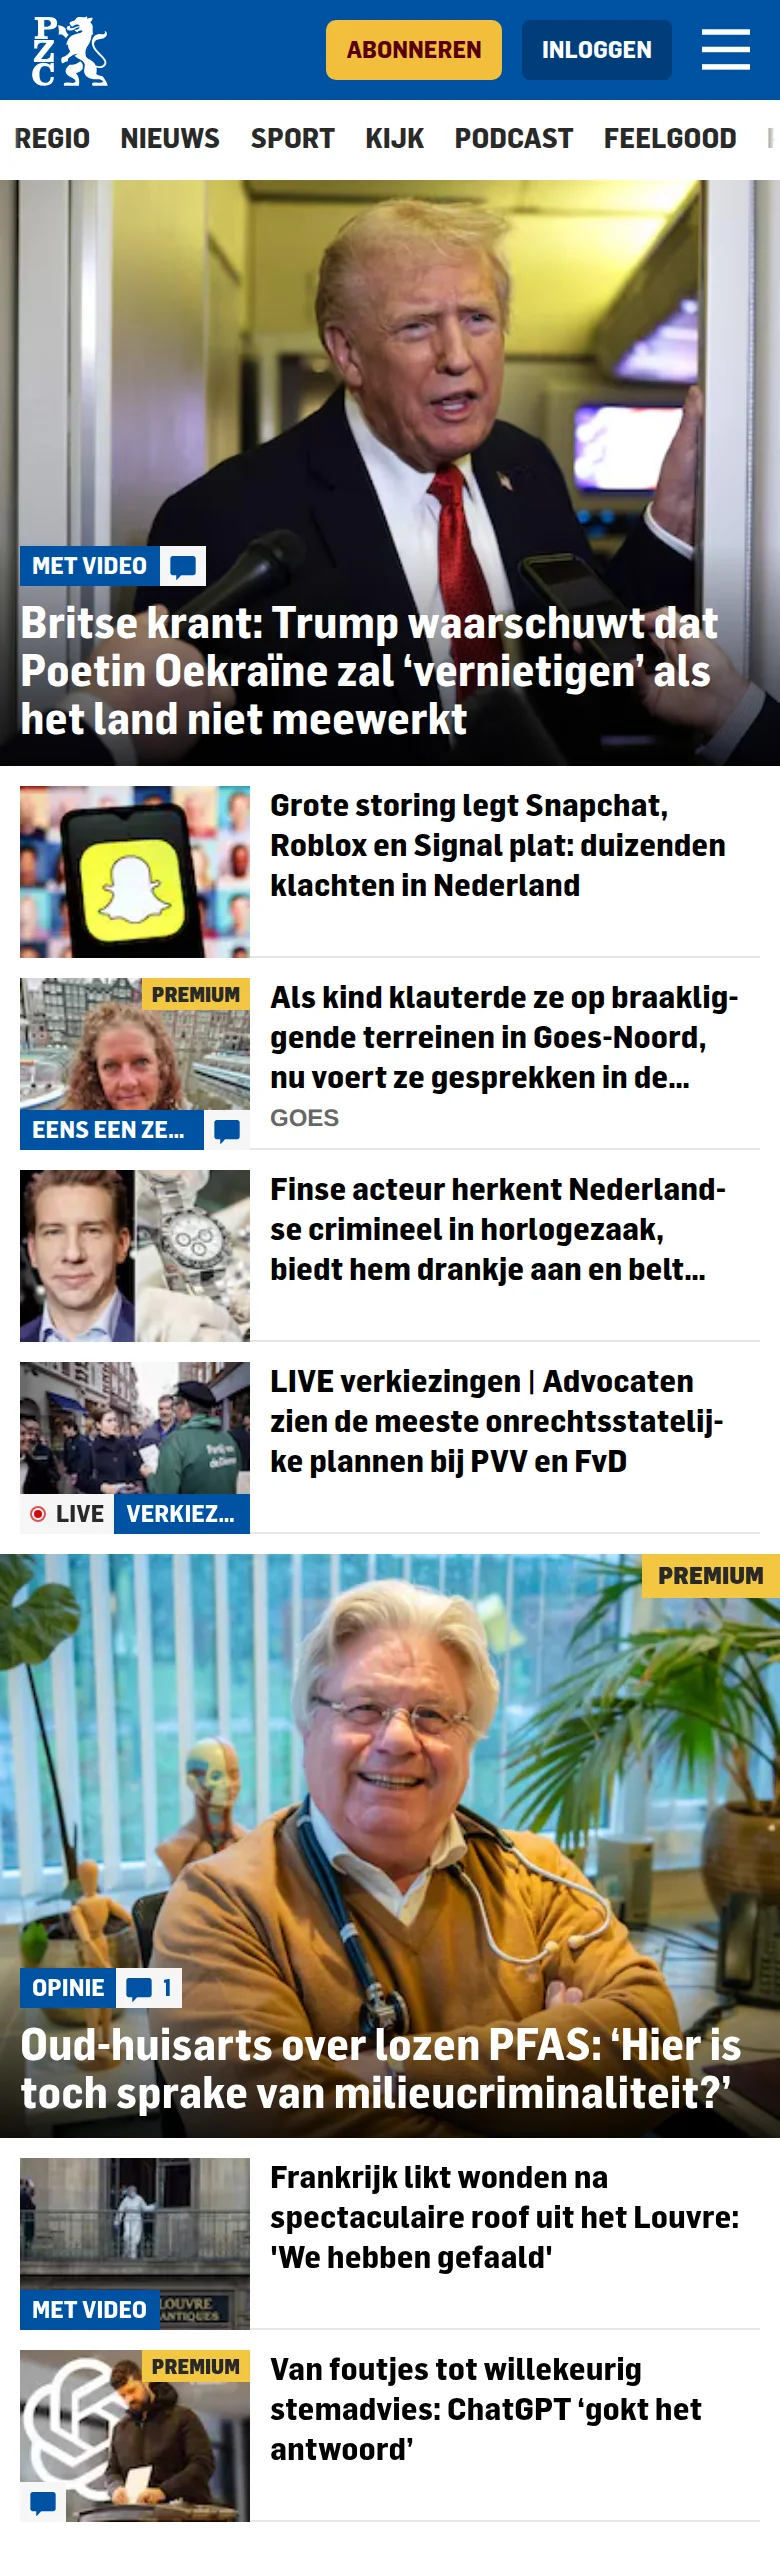 PZC
ABONNEREN
INLOGGEN
REGIO NIEUWS SPORT KIJK PODCAST FEELGOOD
MET VIDEO
Britse krant: Trump waarschuwt dat
Poetin Oekraïne zal ‘vernietigen’ als
het land niet meewerkt
Grote storing legt Snapchat,
Roblox en Signal plat: duizenden
klachten in Nederland
PREMIUM
EENS EEN ZE...
Als kind klauterde ze op braaklig-
gende terreinen in Goes-Noord,
nu voert ze gesprekken in de...
GOES
Finse acteur herkent Nederland-
se crimineel in horlogezaak,
biedt hem drankje aan en belt...
LIVE VERKIEZ...
LIVE verkiezingen | Advocaten
zien de meeste onrechtsstatelij-
ke plannen bij PVV en FvD
PREMIUM
OPINIE 1
Oud-huisarts over lozen PFAS: ‘Hier is
toch sprake van milieucriminaliteit?’
LOUVRE
ANTIQUES
MET VIDEO
Frankrijk likt wonden na
spectaculaire roof uit het Louvre:
'We hebben gefaald'
PREMIUM
Van foutjes tot willekeurig
stemadvies: ChatGPT ‘gokt het
antwoord’